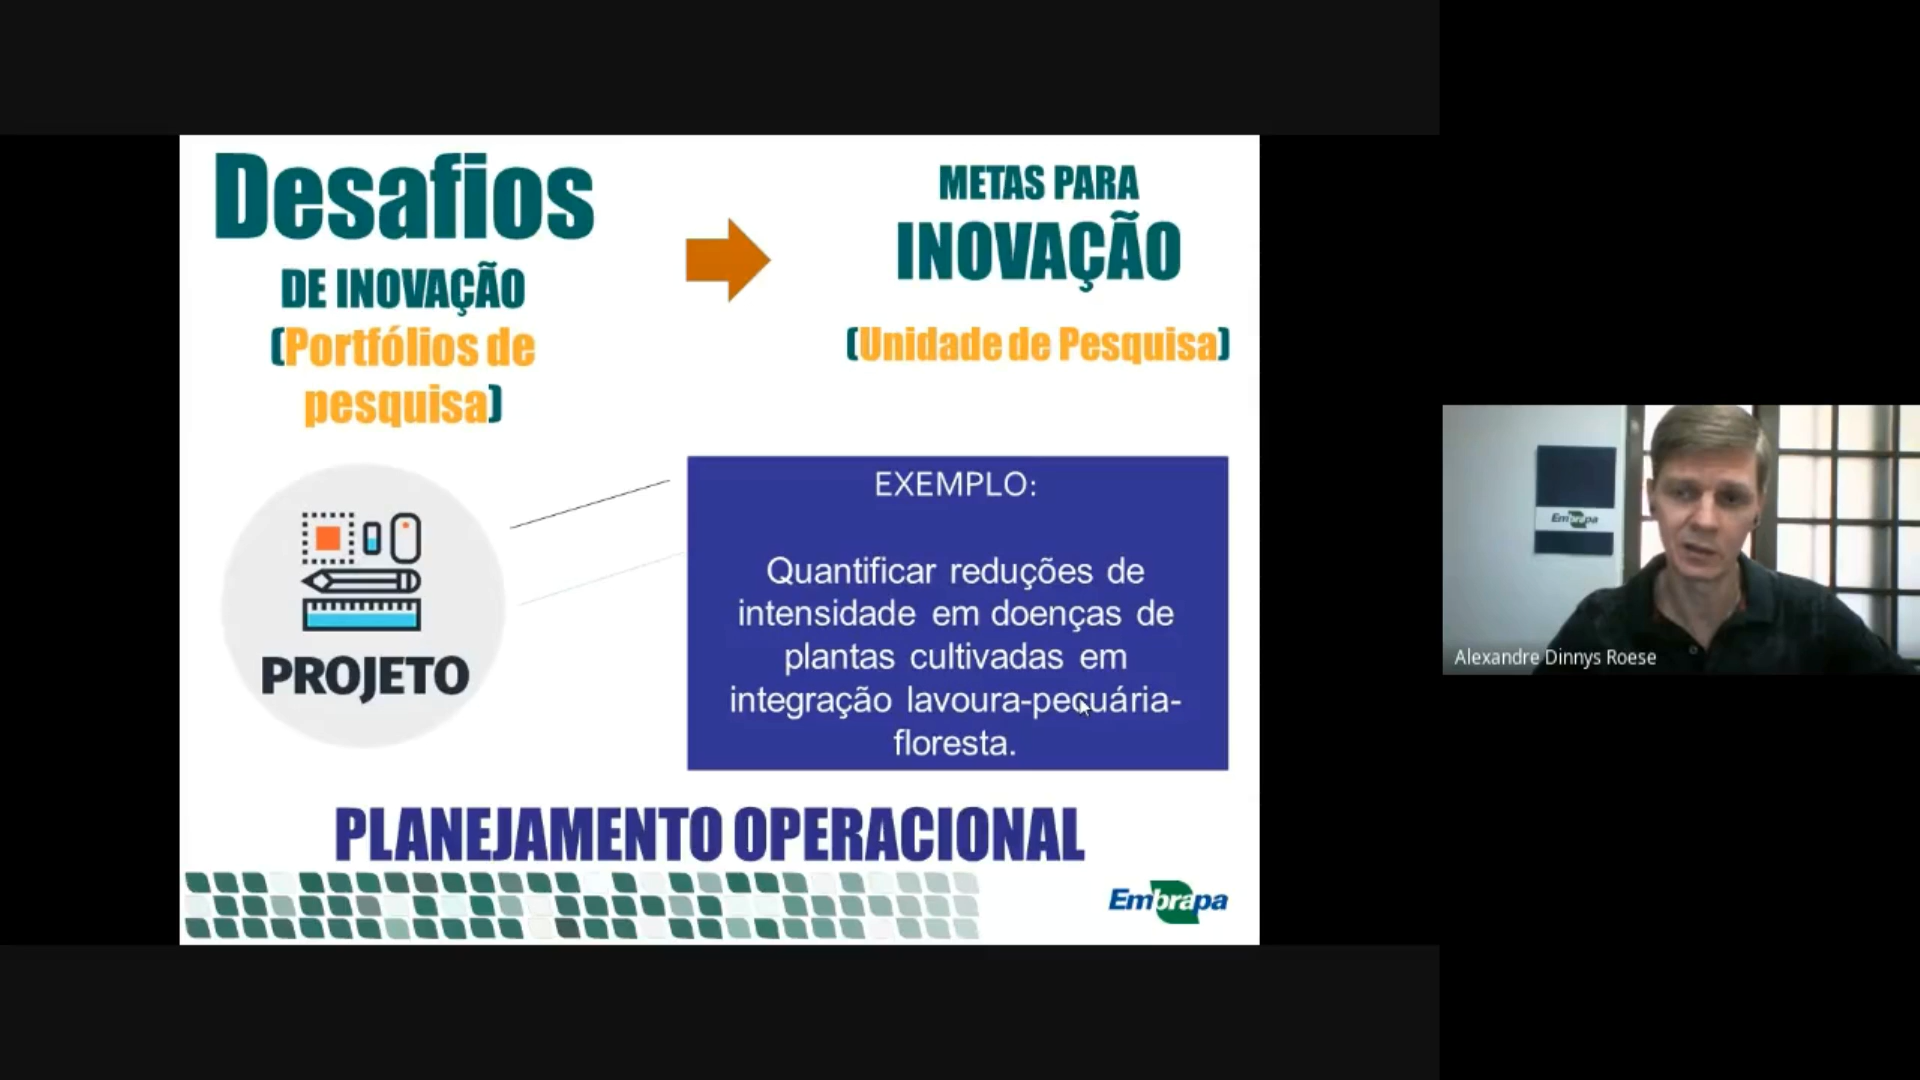 Desafios
DE INOVAÇÃO
(Portfólios de
pesquisa)
METAS PARA
INOVAÇÃO
(Unidade de Pesquisa)
PROJETO
EXEMPLO:
Quantificar reduções de
intensidade em doenças de
plantas cultivadas em
integração lavoura-pecuária-
floresta.
PLANEJAMENTO OPERACIONAL
Embrapa
Embrapa
Alexandre Dinnys Roese